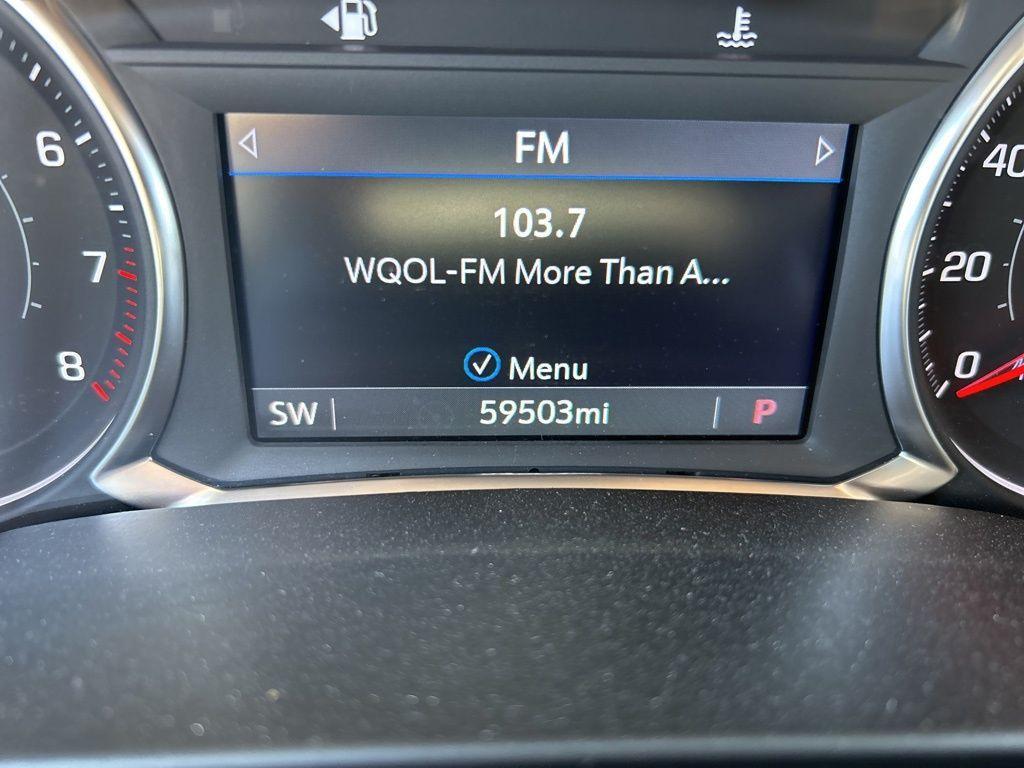 FM
103.7
WQOL-FM More Than A...
Menu
SW 59503mi P
6
7
8
40
20
0